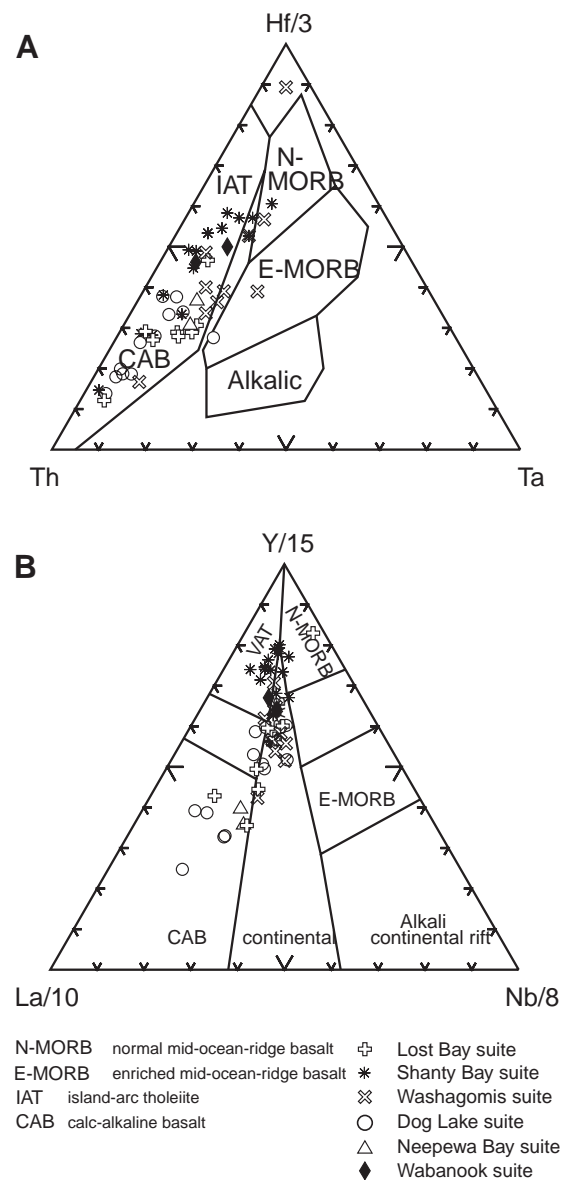 A
Hf/3
N-
MORB
IAT
E-MORB
CAB
Alkalic
Th
Ta
B
Y/15
VAT
N-MORB
E-MORB
CAB
continental
Alkali
continental rift
La/10
Nb/8
N-MORB normal mid-ocean-ridge basalt
E-MORB enriched mid-ocean-ridge basalt
IAT island-arc tholeiite
CAB calc-alkaline basalt
Lost Bay suite
Shanty Bay suite
Washagomis suite
Dog Lake suite
Neepewa Bay suite
Wabanook suite